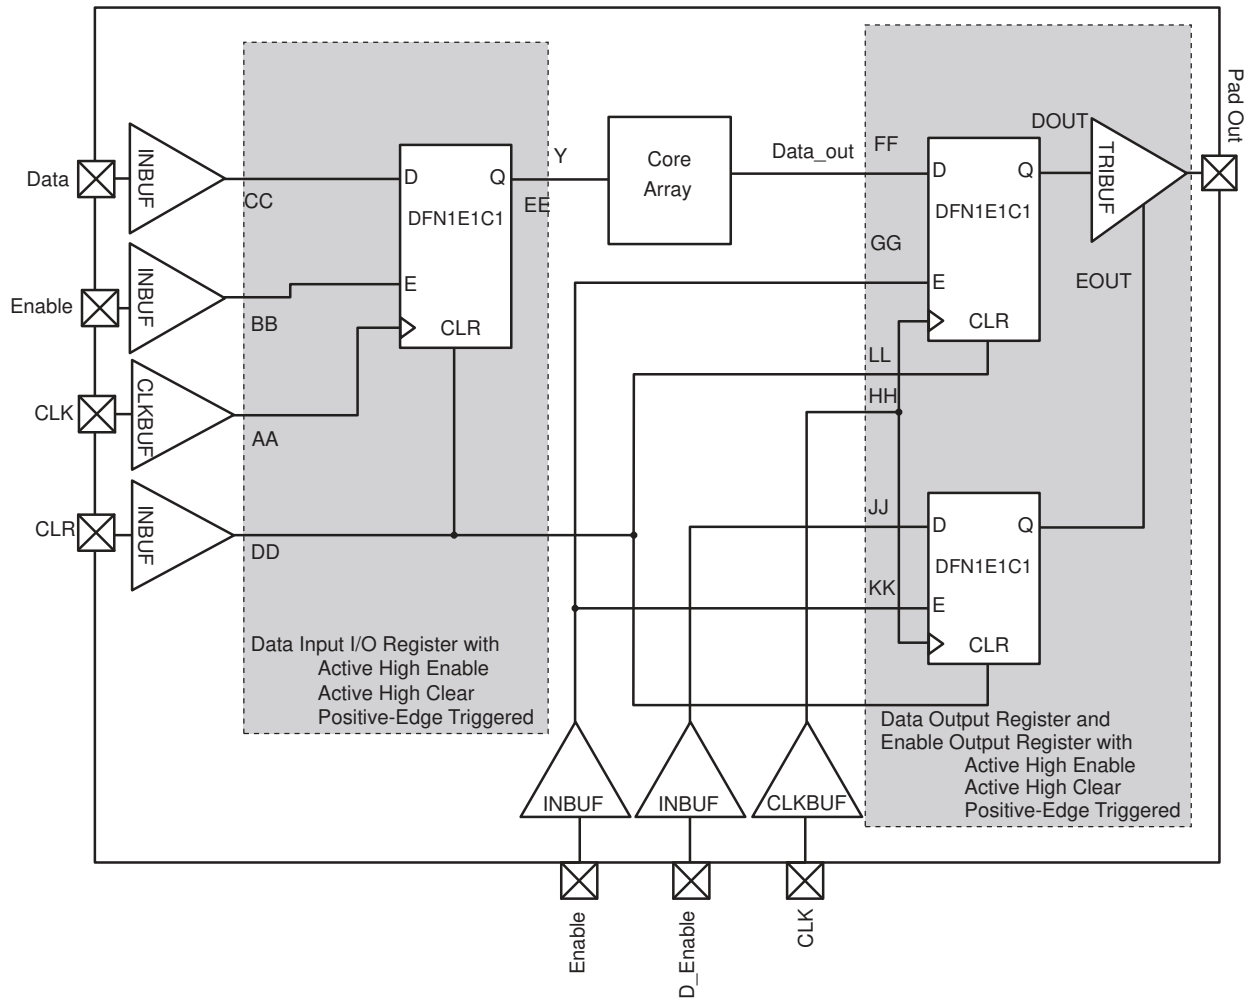 Data
INBUF
CC
Enable
INBUF
BB
CLK
CLKBUF
AA
CLR
INBUF
DD
D
Q
DFN1E1C1
E
CLR
Y
EE
Data Input I/O Register with
Active High Enable
Active High Clear
Positive-Edge Triggered
Core
Array
Data_out
FF
GG
LL
HH
JJ
KK
D
Q
DFN1E1C1
E
CLR
DOUT
TRIBUF
EOUT
Pad Out
D
Q
DFN1E1C1
E
CLR
Data Output Register and
Enable Output Register with
Active High Enable
Active High Clear
Positive-Edge Triggered
INBUF
INBUF
CLKBUF
Enable
D_Enable
CLK